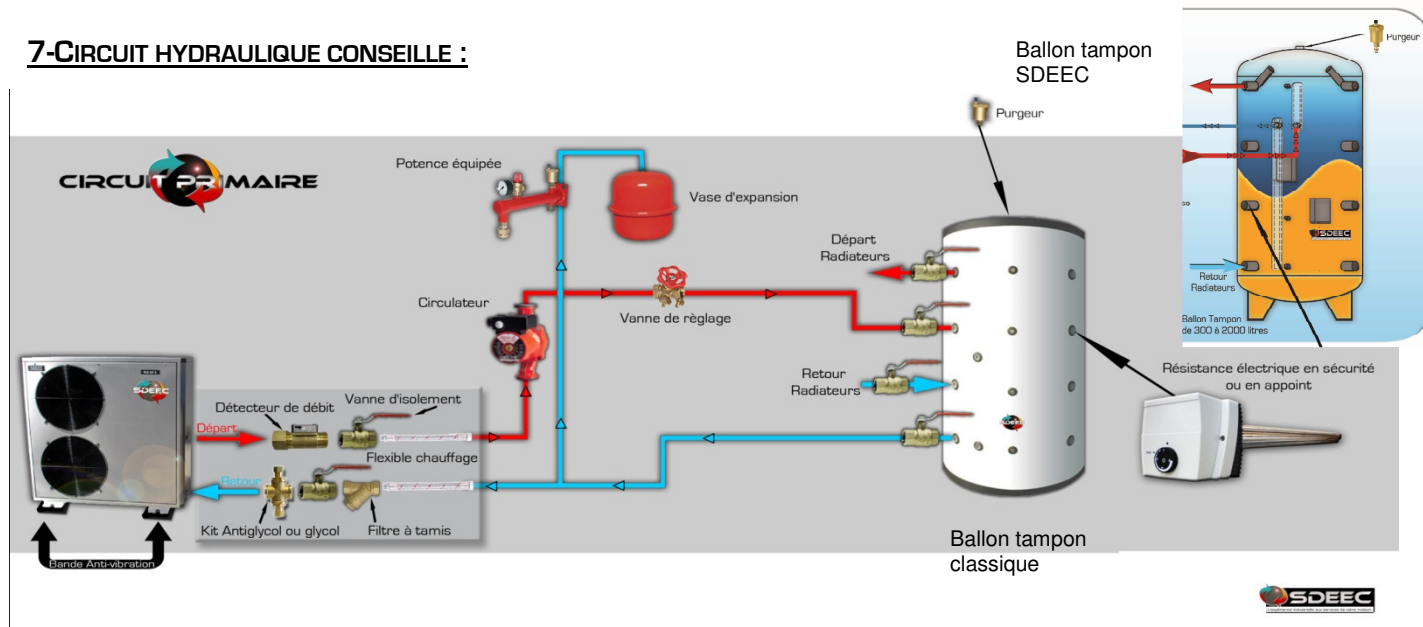 7-CIRCUIT HYDRAULIQUE CONSEILLE :
Ballon tampon
SDEEC
Purgeur
Purgeur
CIRCUIT PRIMAIRE
Potence équipée
Vase d'expansion
Départ
Radiateurs
Circulateur
Vanne de règlage
SDEEC
Retour
Radiateurs
Ballon Tampon
de 300 à 2000 litres
Retour
Radiateurs
Résistance électrique en sécurité
ou en appoint
SDEEC
Détecteur de débit
Vanne d'isolement
Départ
Flexible chauffage
Retour
Kit Antiglycol ou glycol
Filtre à tamis
SDEEC
Bande Anti-vibration
Ballon tampon
classique
SDEEC